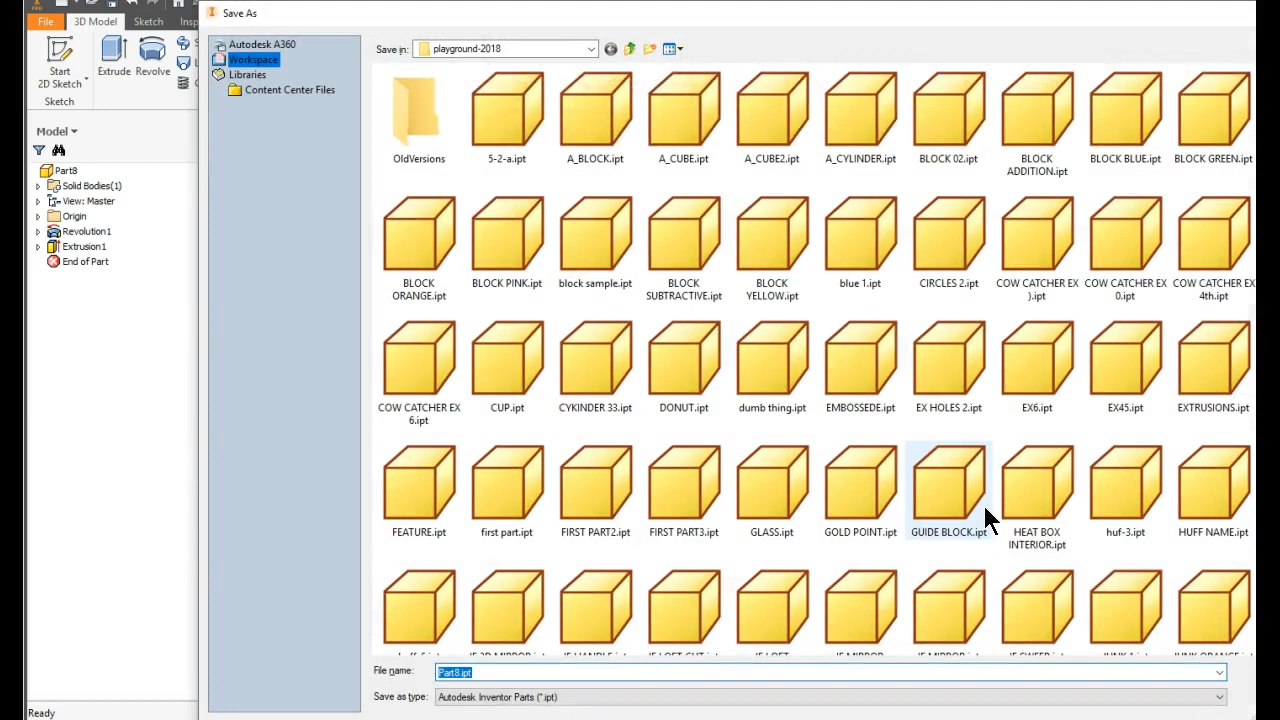 Save As
File
3D Model
Sketch
Insp
Start
2D Sketch
Extrude
Revolve
Sketch
Model
Part8
Solid Bodies(1)
View: Master
Origin
Revolution1
Extrusion1
End of Part
Ready
Autodesk A360
Workspace
Libraries
Content Center Files
Save in:
playground-2018
OldVersions
5-2-a.ipt
A_BLOCK.ipt
A_CUBE.ipt
A_CUBE2.ipt
A_CYLINDER.ipt
BLOCK 02.ipt
BLOCK
ADDITION.ipt
BLOCK BLUE.ipt
BLOCK GREEN.ipt
BLOCK
ORANGE.ipt
BLOCK PINK.ipt
block sample.ipt
BLOCK
SUBTRACTIVE.ipt
BLOCK
YELLOW.ipt
blue 1.ipt
CIRCLES 2.ipt
COW CATCHER EX
).ipt
COW CATCHER EX
0.ipt
COW CATCHER EX
4th.ipt
COW CATCHER EX
6.ipt
CUP.ipt
CYKINDER 33.ipt
DONUT.ipt
dumb thing.ipt
EMBOSSEDE.ipt
EX HOLES 2.ipt
EX6.ipt
EX45.ipt
EXTRUSIONS.ipt
FEATURE.ipt
first part.ipt
FIRST PART2.ipt
FIRST PART3.ipt
GLASS.ipt
GOLD POINT.ipt
GUIDE BLOCK.ipt
HEAT BOX
INTERIOR.ipt
huf-3.ipt
HUFF NAME.ipt
File name:
Part8.ipt
Save as type:
Autodesk Inventor Parts (*.ipt)